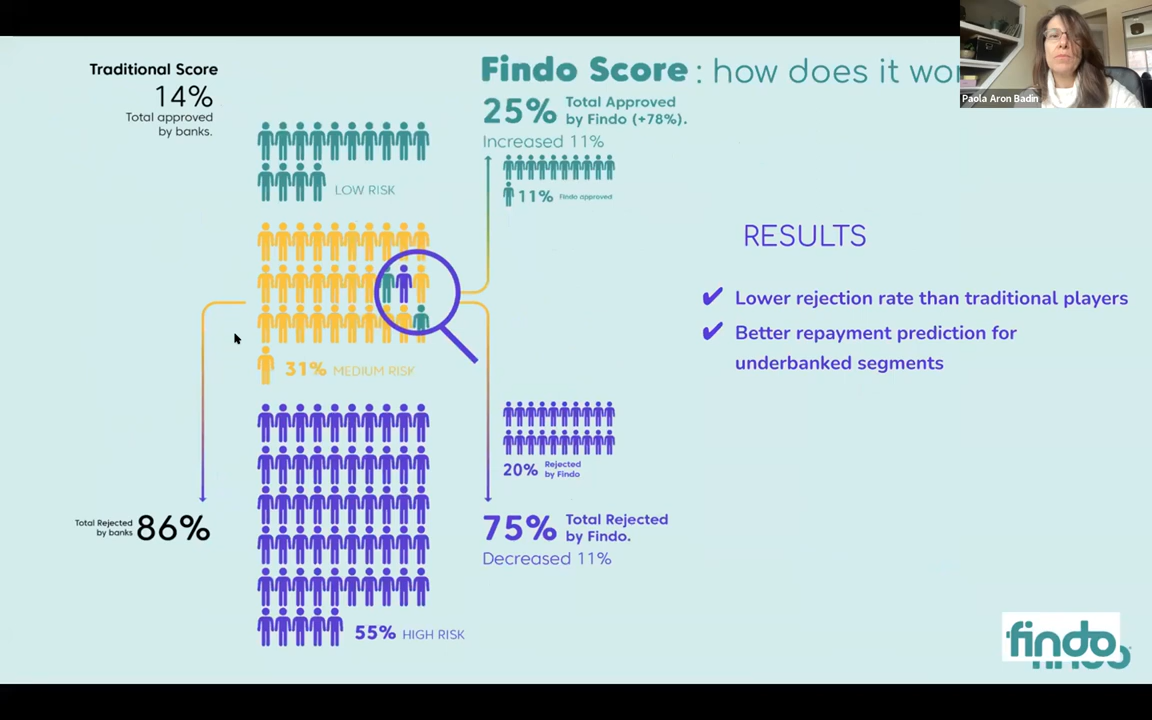 Traditional Score
14%
Total approved
by banks.
LOW RISK
31% MEDIUM RISK
Total Rejected
by banks 86%
55% HIGH RISK
Findo Score : how does it wo
25% Total Approved
by Findo (+78%).
Increased 11%
11% Findo approved
20% Rejected
by Findo
75% Total Rejected
by Findo.
Decreased 11%
RESULTS
✔ Lower rejection rate than traditional players
✔ Better repayment prediction for
underbanked segments
Paola Aron Badin
findo